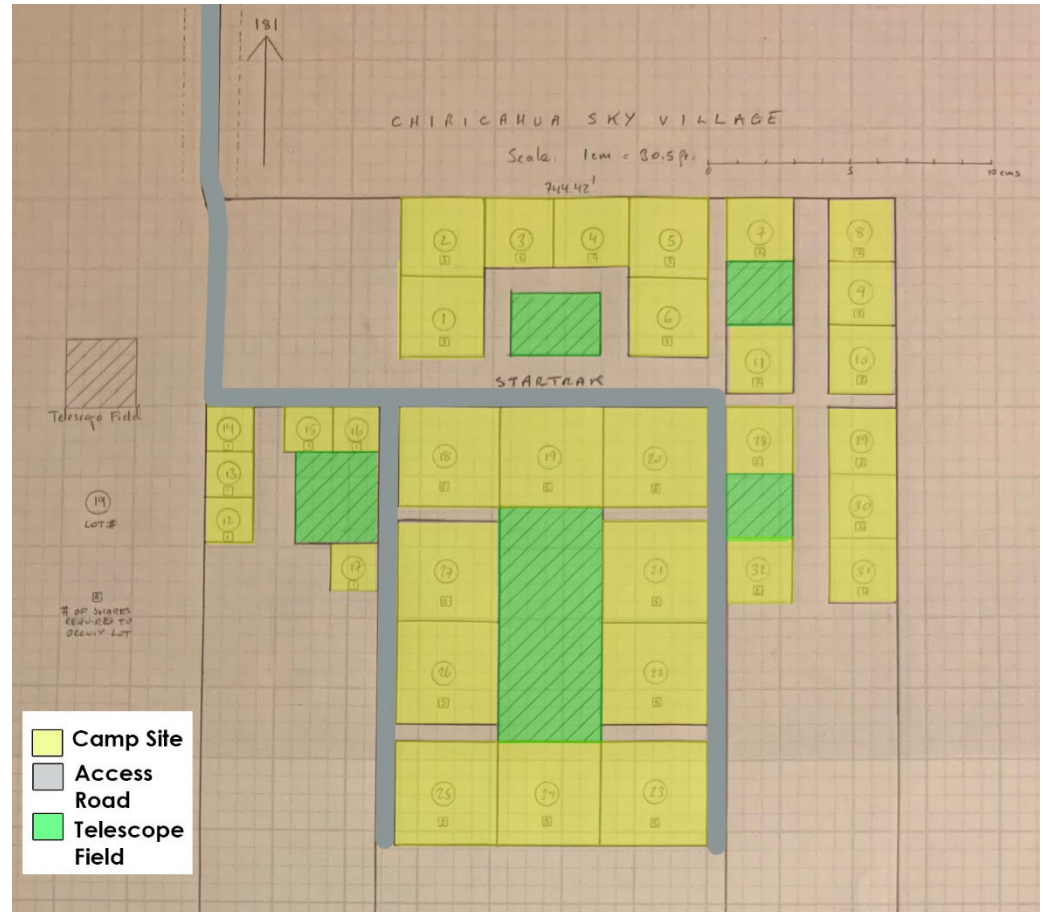 181
CHIRICAHUA SKY VILLAGE
Scale: 1cm = 30.5 ft.
0 5 10 cms
744.42'
2 3 4 5 7 8
1 6 9
11 10
STARTRAK
Field
14 15 16
13
12
17
18 19 20
28 29
30
32 31
27 21
26 22
25 24 23
19
LOT #
# OF SHARES
REQUIRED TO
OCCUPY LOT
Camp Site
Access
Road
Telescope
Field